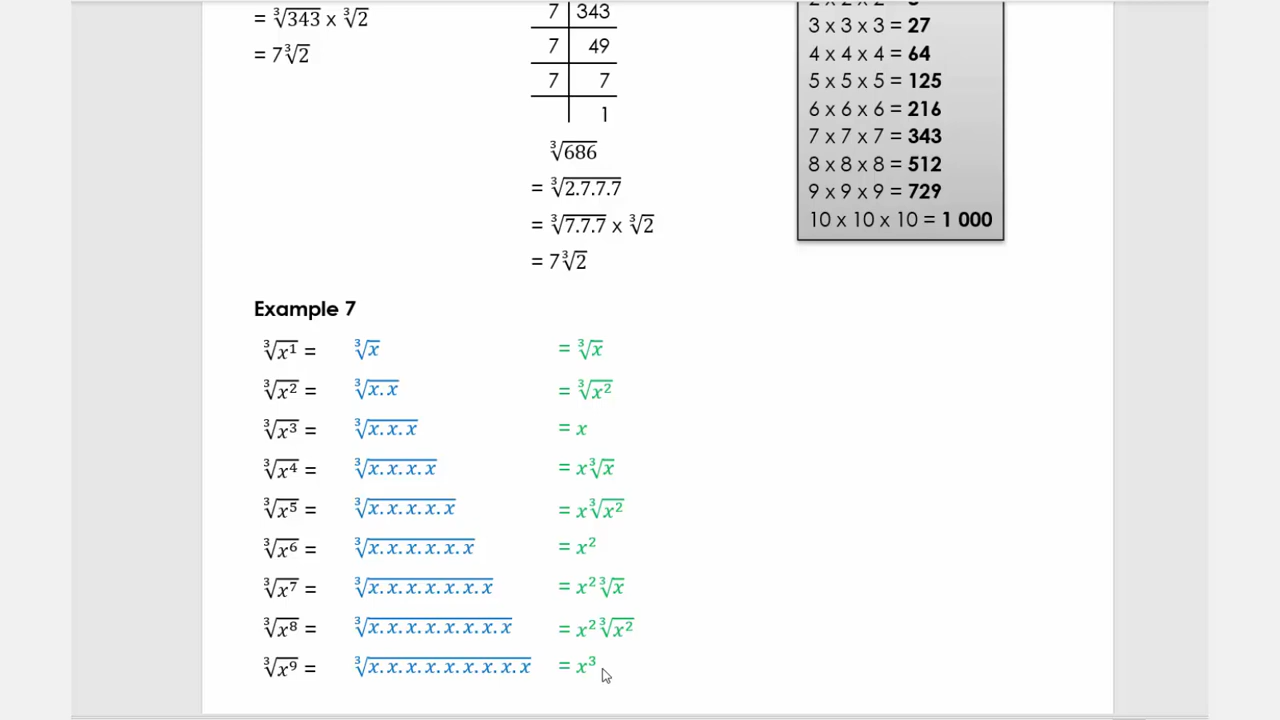 = ∛343 x ∛2
= 7∛2
7 | 343
7 | 49
7 | 7
| 1
∛686
= ∛2.7.7.7
= ∛7.7.7 x ∛2
= 7∛2
3 x 3 x 3 = 27
4 x 4 x 4 = 64
5 x 5 x 5 = 125
6 x 6 x 6 = 216
7 x 7 x 7 = 343
8 x 8 x 8 = 512
9 x 9 x 9 = 729
10 x 10 x 10 = 1 000
Example 7
∛x¹ = ∛x = ∛x
∛x² = ∛x.x = ∛x²
∛x³ = ∛x.x.x = x
∛x⁴ = ∛x.x.x.x = x∛x
∛x⁵ = ∛x.x.x.x.x = x∛x²
∛x⁶ = ∛x.x.x.x.x.x = x²
∛x⁷ = ∛x.x.x.x.x.x.x = x²∛x
∛x⁸ = ∛x.x.x.x.x.x.x.x = x²∛x²
∛x⁹ = ∛x.x.x.x.x.x.x.x.x = x³